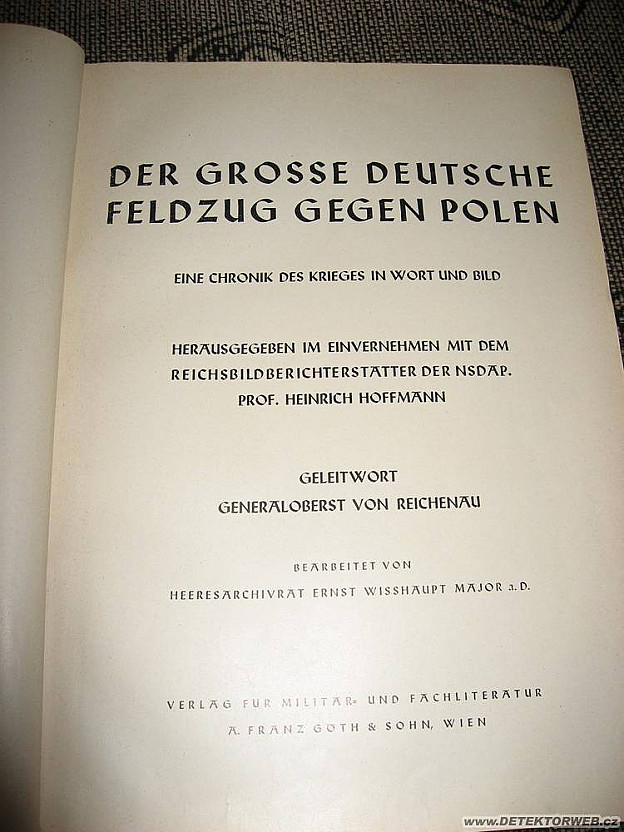 DER GROSSE DEUTSCHE
FELDZUG GEGEN POLEN
EINE CHRONIK DES KRIEGES IN WORT UND BILD
HERAUSGEGEBEN IM EINVERNEHMEN MIT DEM
REICHSBILDBERICHTERSTATTER DER NSDAP.
PROF. HEINRICH HOFFMANN
GELEITWORT
GENERALOBERST VON REICHENAU
BEARBEITET VON
HEERESARCHIVRAT ERNST WISSHAUPT MAJOR a. D.
VERLAG FÜR MILITÄR- UND FACHLITERATUR
A. FRANZ GÖTH & SOHN, WIEN
www.DETEKTORWEB.cz